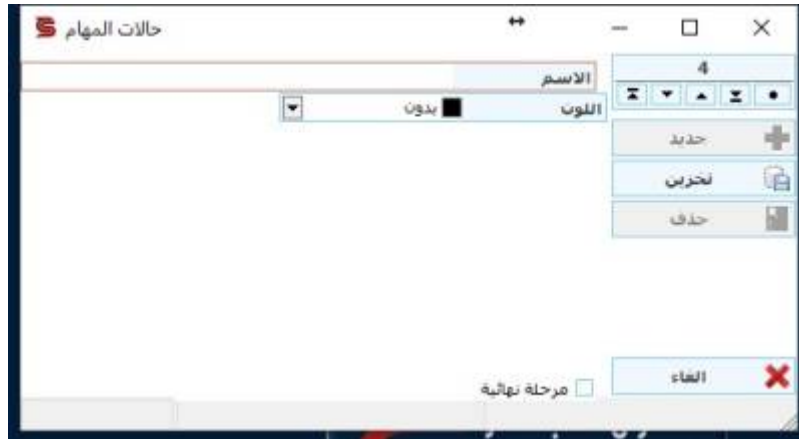 حالات المهام
4
الاسم
اللون بدون
جديد
تخزين
حذف
مرحلة نهائية
الغاء